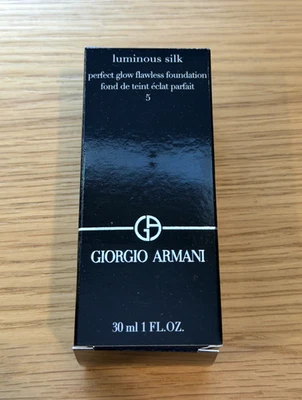 luminous silk
perfect glow flawless foundation
fond de teint éclat parfait
5
GA
GIORGIO ARMANI
30 ml 1 FL.OZ.